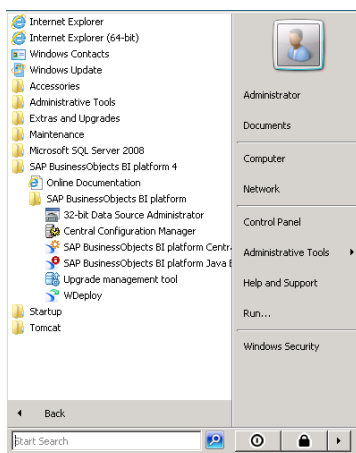 Internet Explorer
Internet Explorer (64-bit)
Windows Contacts
Windows Update
Accessories
Administrative Tools
Extras and Upgrades
Maintenance
Microsoft SQL Server 2008
SAP BusinessObjects BI platform 4
Online Documentation
SAP BusinessObjects BI platform
32-bit Data Source Administrator
Central Configuration Manager
SAP BusinessObjects BI platform Centr
SAP BusinessObjects BI platform Java
Upgrade management tool
WDeploy
Startup
Tomcat
Back
Start Search
Administrator
Documents
Computer
Network
Control Panel
Administrative Tools
Help and Support
Run...
Windows Security